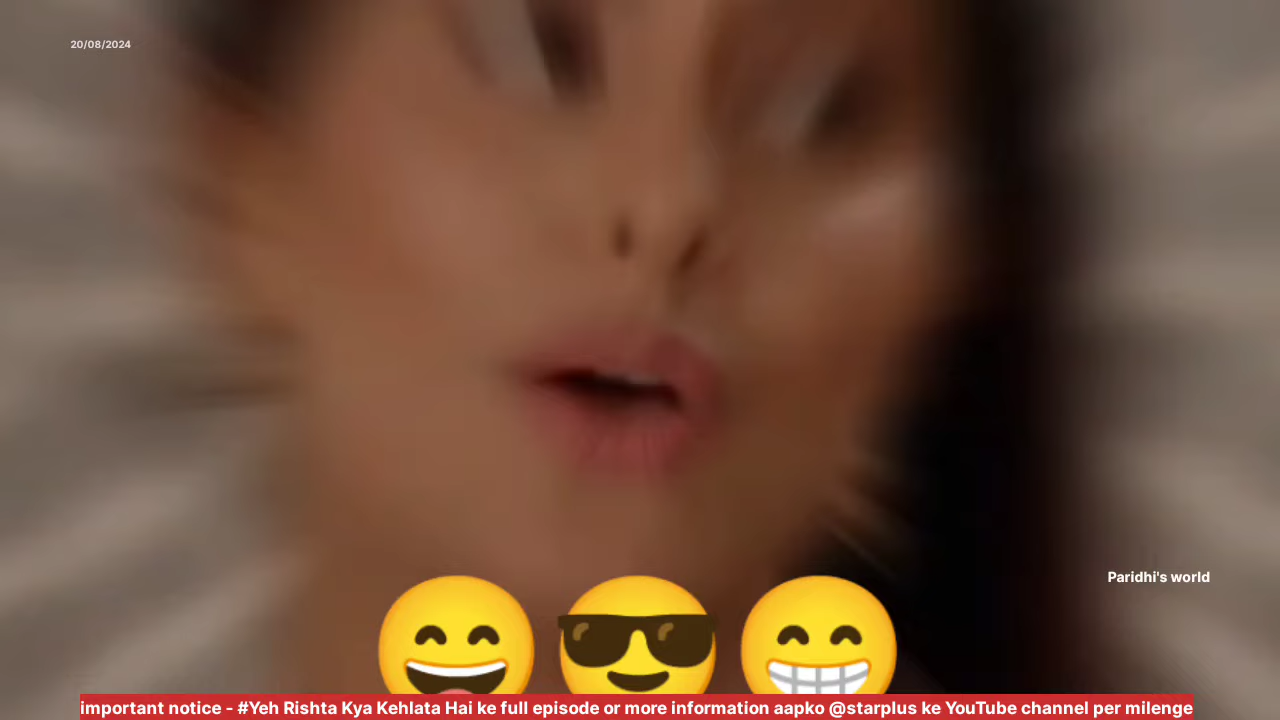 20/08/2024
Paridhi's world
important notice - #Yeh Rishta Kya Kehlata Hai ke full episode or more information aapko @starplus ke YouTube channel per milenge